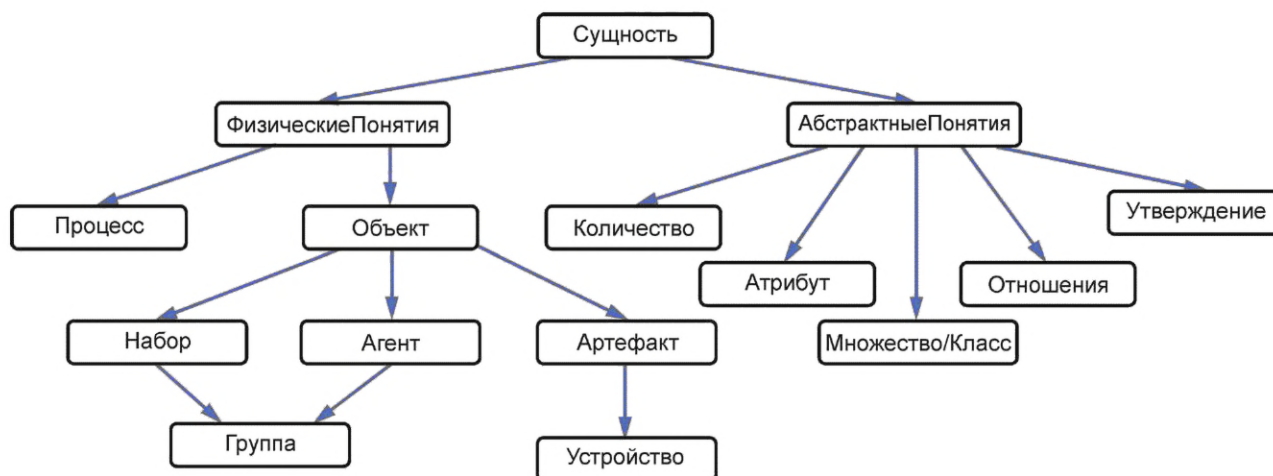 Сущность
ФизическиеПонятия
АбстрактныеПонятия
Процесс
Объект
Количество
Утверждение
Атрибут
Отношения
Набор
Агент
Артефакт
Множество/Класс
Группа
Устройство